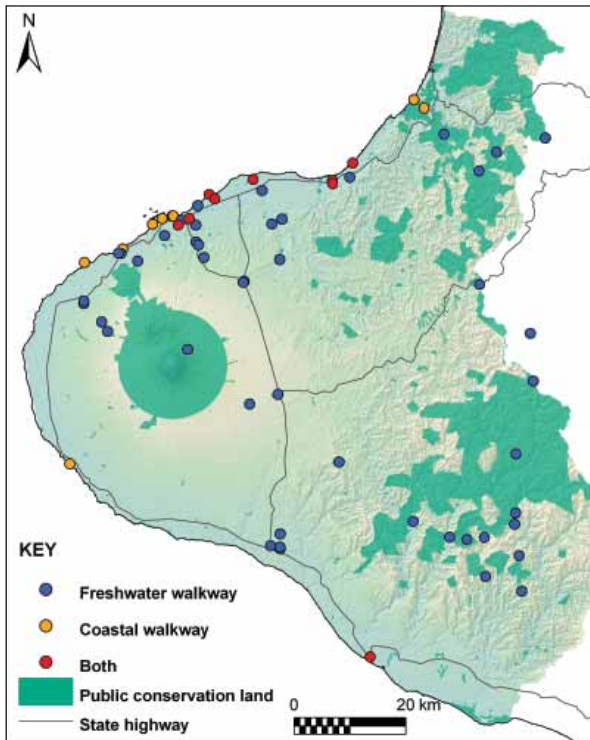 N
KEY
Freshwater walkway
Coastal walkway
Both
Public conservation land
State highway
0 20 km